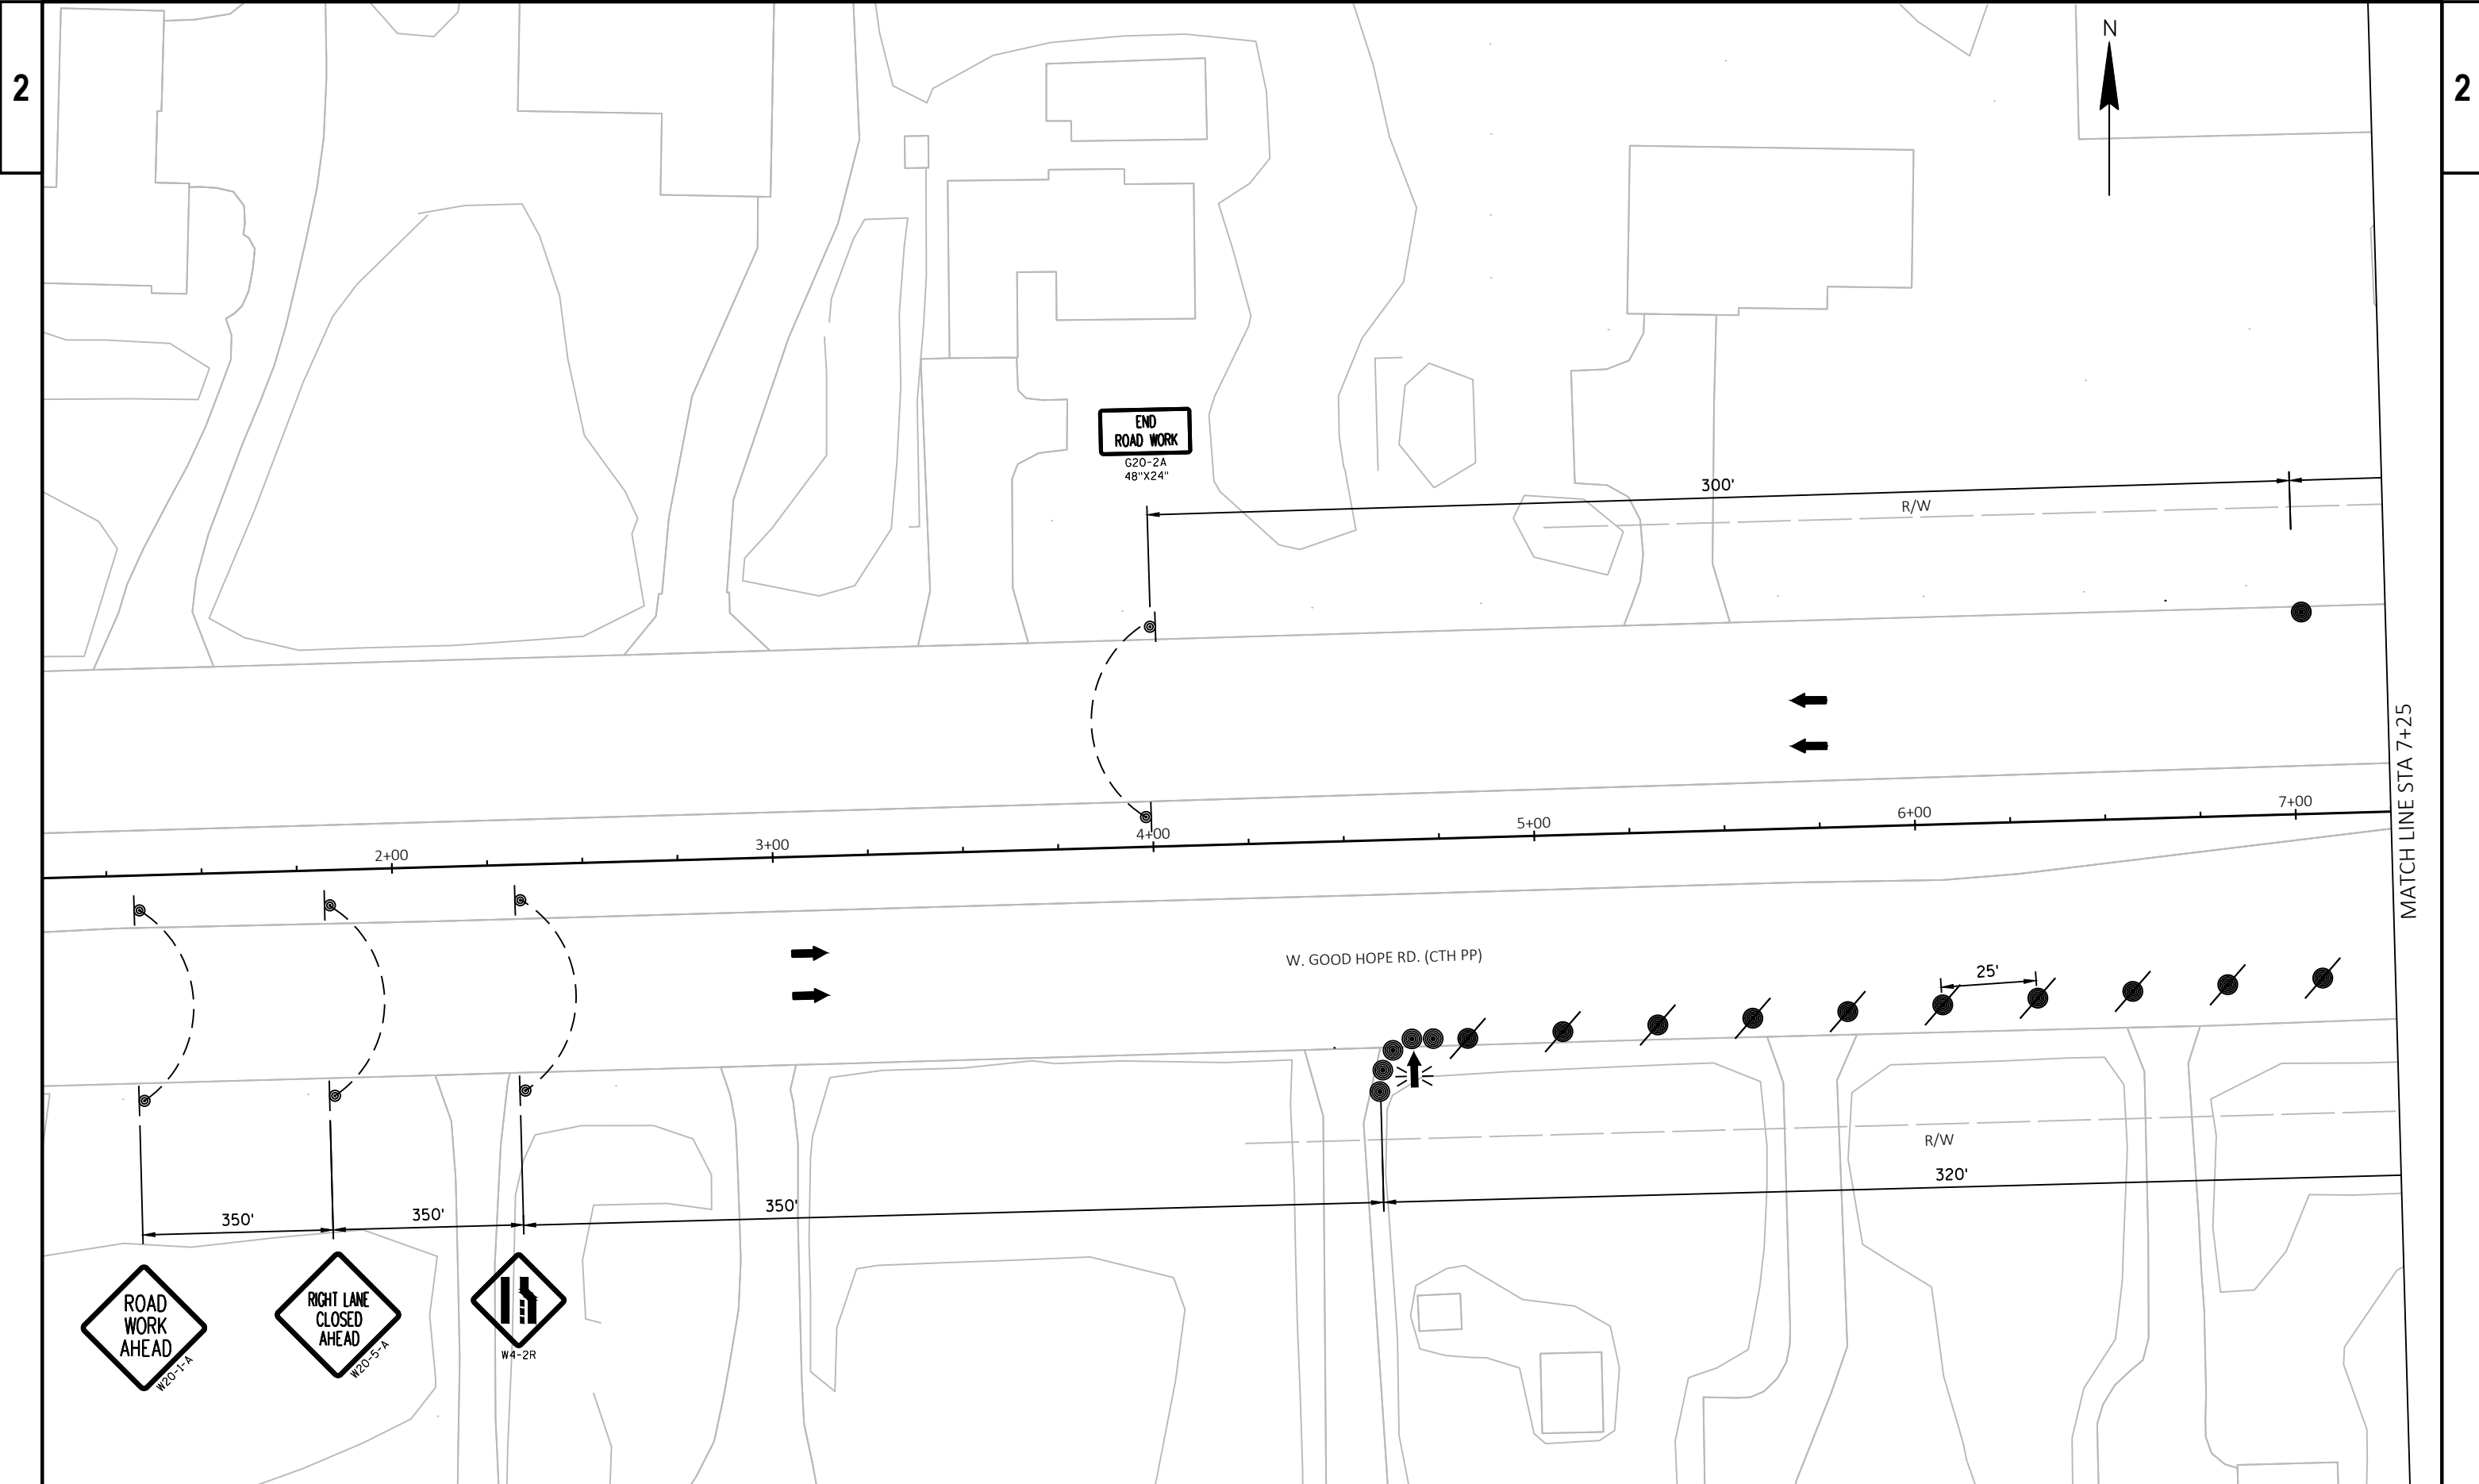 2
2
N
END
ROAD WORK
G20-2A
48"X24"
300'
R/W
MATCH LINE STA 7+25
2+00
3+00
4+00
5+00
6+00
7+00
W. GOOD HOPE RD. (CTH PP)
25'
R/W
350'
350'
350'
320'
ROAD
WORK
AHEAD
W20-1-A
RIGHT LANE
CLOSED
AHEAD
W20-5-A
W4-2R